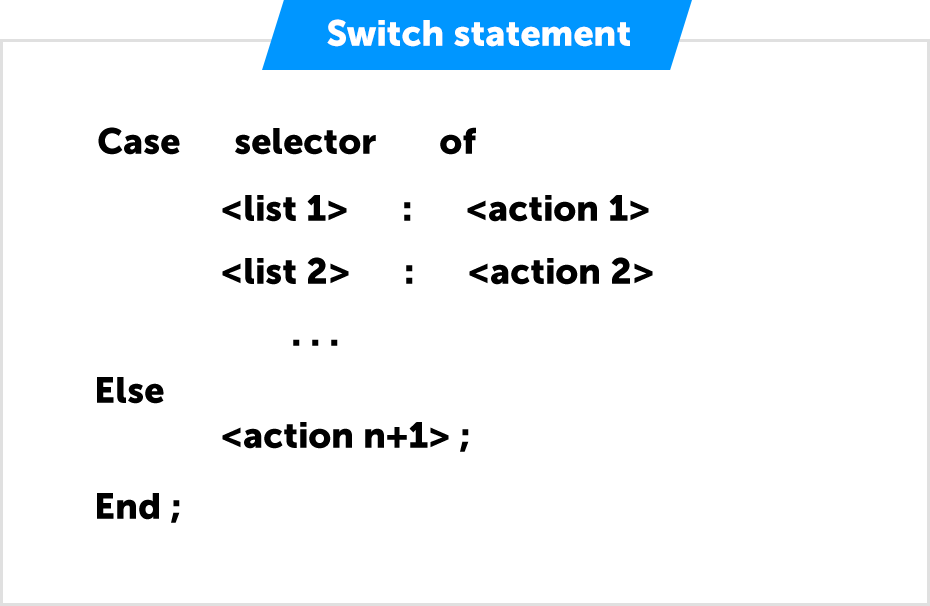 Switch statement
Case selector of
<list 1> : <action 1>
<list 2> : <action 2>
...
Else
<action n+1> ;
End ;